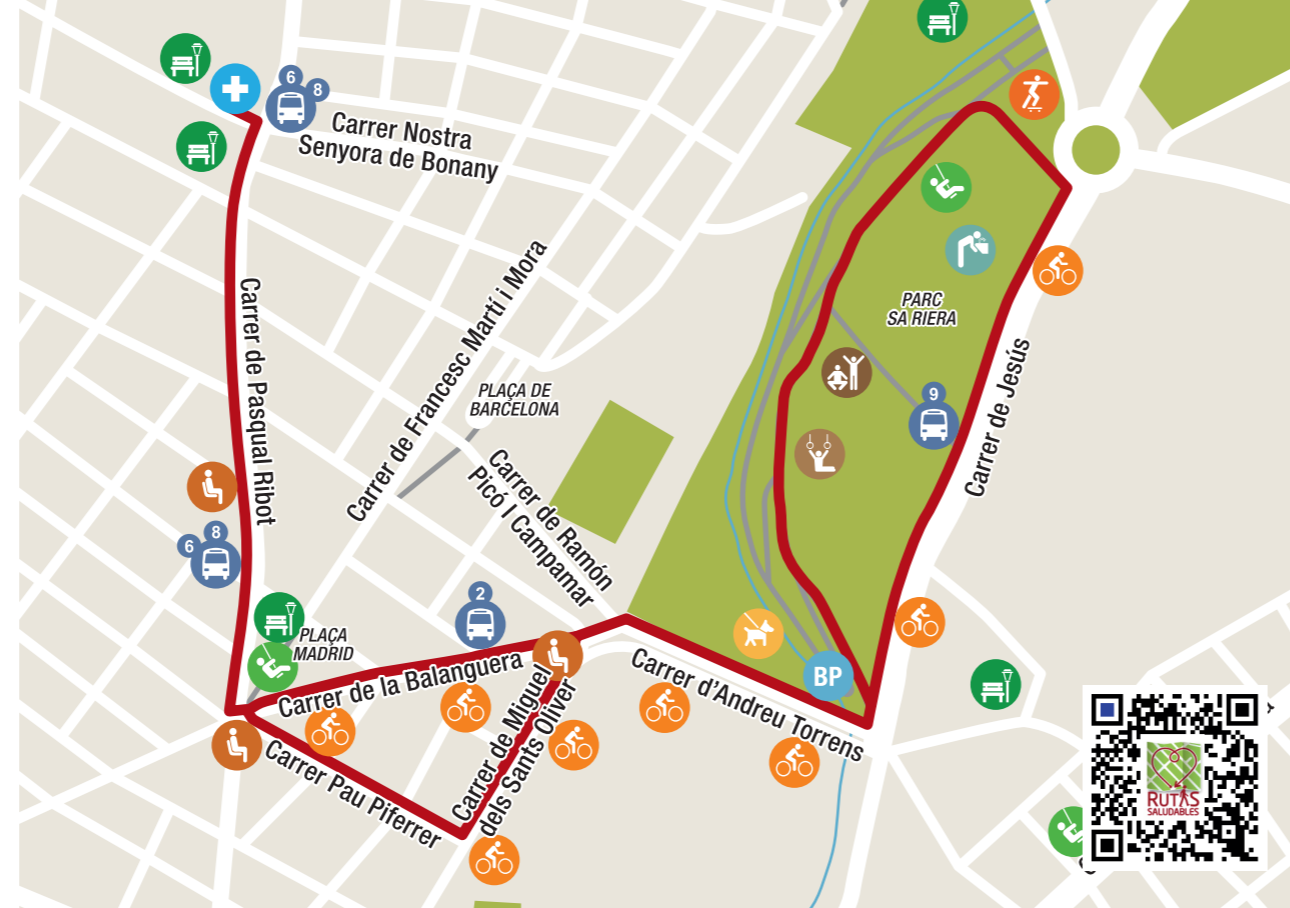 6
8
Carrer Nostra
Senyora de Bonany
Carrer de Pasqual Ribot
Carrer de Francesc Martí i Mora
PLAÇA DE
BARCELONA
PARC
SA RIERA
9
Carrer de Jesús
Carrer de Ramón
Picó I Campamar
6
8
2
PLAÇA
MADRID
Carrer de la Balanguera
Carrer de Miguel
dels Sants Oliver
Carrer d'Andreu Torrens
BP
Carrer Pau Piferrer
RUTAS
SALUDABLES